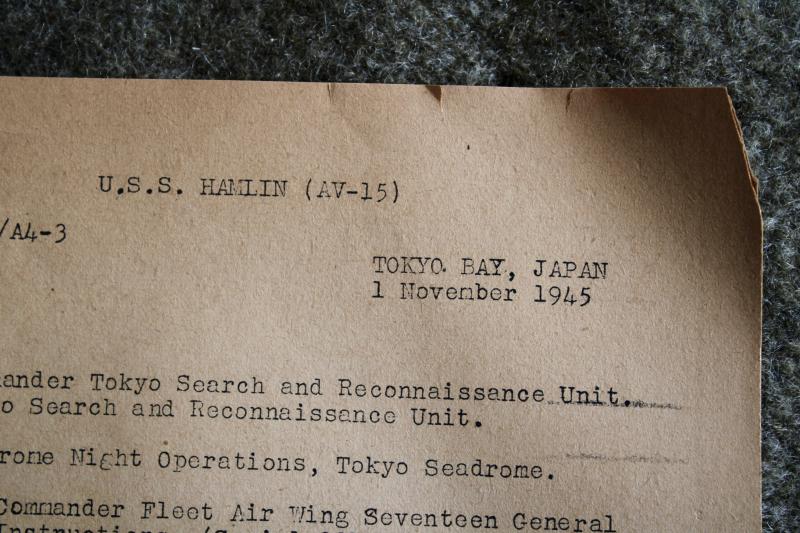 U.S.S. HAMLIN (AV-15)
/A4-3
TOKYO BAY, JAPAN
1 November 1945
ander Tokyo Search and Reconnaissance Unit.
o Search and Reconnaissance Unit.
rome Night Operations, Tokyo Seadrome.
Commander Fleet Air Wing Seventeen General